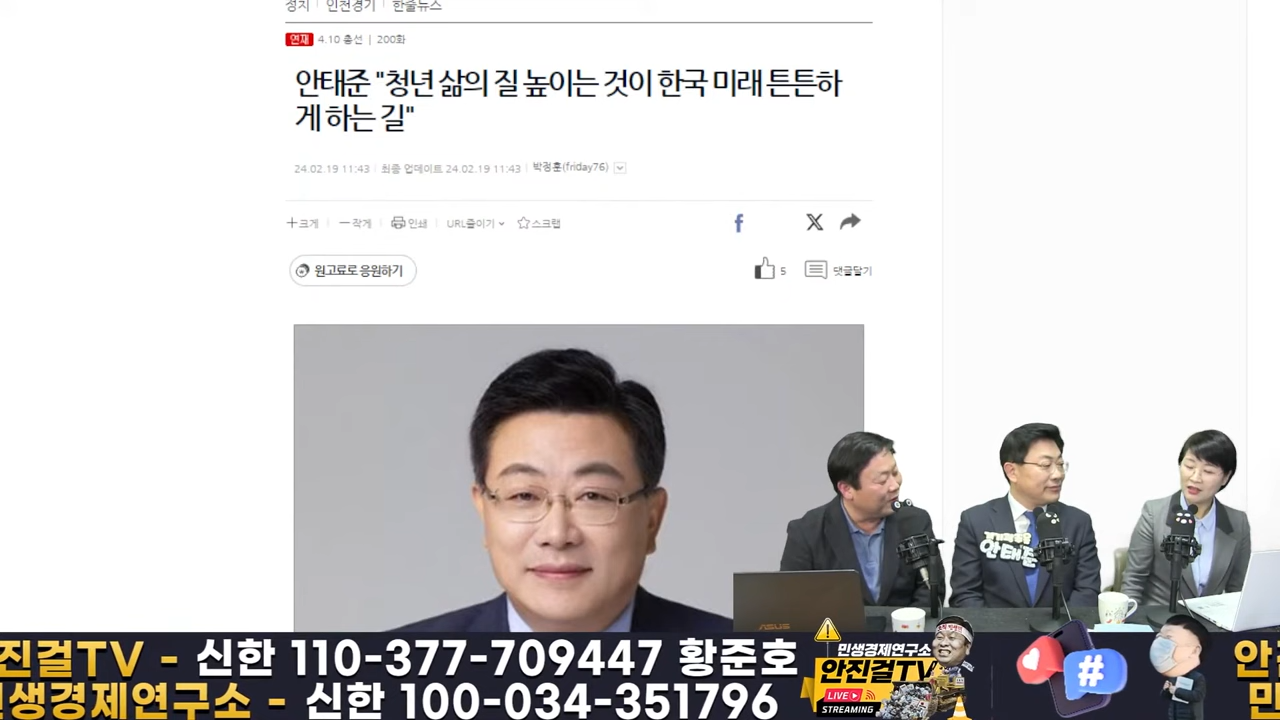 정치 인천경기 한줄뉴스
연재 4.10 총선 | 200화
안태준 "청년 삶의 질 높이는 것이 한국 미래 튼튼하
게 하는 길"
24.02.19 11:43 | 최종 업데이트 24.02.19 11:43 | 박정훈(friday76)
+크게 -작게 인쇄 URL줄이기 스크랩
원고료로 응원하기
5 댓글달기
안태준
ASUS
진걸TV - 신한 110-377-709447 황준호
민생경제연구소 - 신한 100-034-351796
민생경제연구소
안진걸TV
LIVE
STREAMING
#
안
민